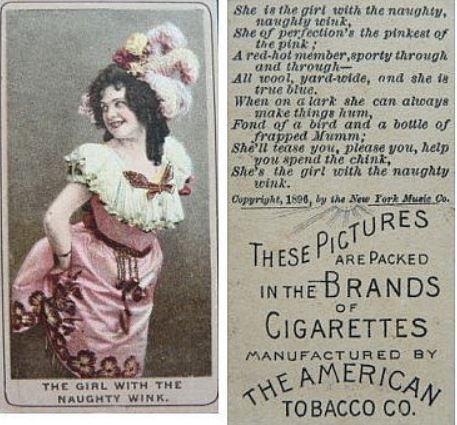 THE GIRL WITH THE
NAUGHTY WINK.
She is the girl with the naughty,
naughty wink,
She of perfection's the pinkest of
the pink;
A red-hot member, sporty through
and through—
All wool, yard-wide, and she is
true blue.
When on a lark she can always
make things hum,
Fond of a bird and a bottle of
frapped Mumm;
She'll tease you, please you, help
you spend the chink,
She's the girl with the naughty
wink.
Copyright, 1896, by the New York Music Co.
THESE PICTURES
ARE PACKED
IN THE BRANDS
OF
CIGARETTES
MANUFACTURED BY
THE AMERICAN
TOBACCO CO.